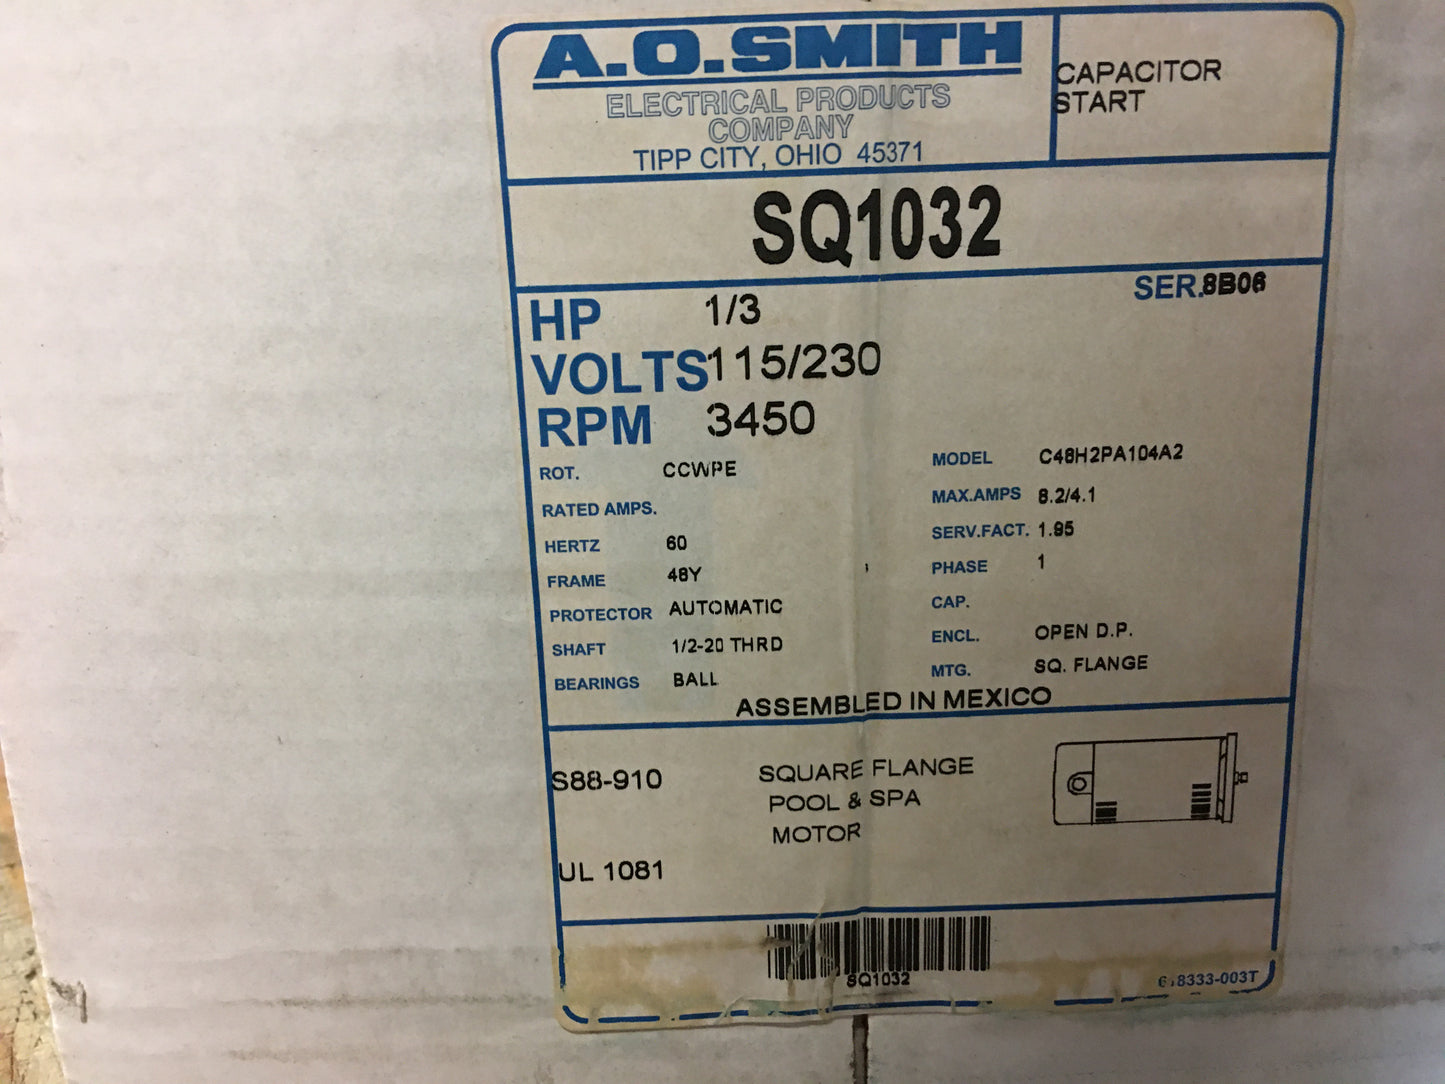 A.O.SMITH
ELECTRICAL PRODUCTS
COMPANY
TIPP CITY, OHIO 45371
CAPACITOR
START
SQ1032
SER. 8B06
HP 1/3
VOLTS 115/230
RPM 3450
ROT. CCWPE
RATED AMPS.
HERTZ 60
FRAME 48Y
PROTECTOR AUTOMATIC
SHAFT 1/2-20 THRD
BEARINGS BALL
MODEL C48H2PA104A2
MAX.AMPS 8.2/4.1
SERV.FACT. 1.95
PHASE 1
CAP.
ENCL. OPEN D.P.
MTG. SQ. FLANGE
ASSEMBLED IN MEXICO
S88-910
SQUARE FLANGE
POOL & SPA
MOTOR
UL 1081
SQ1032